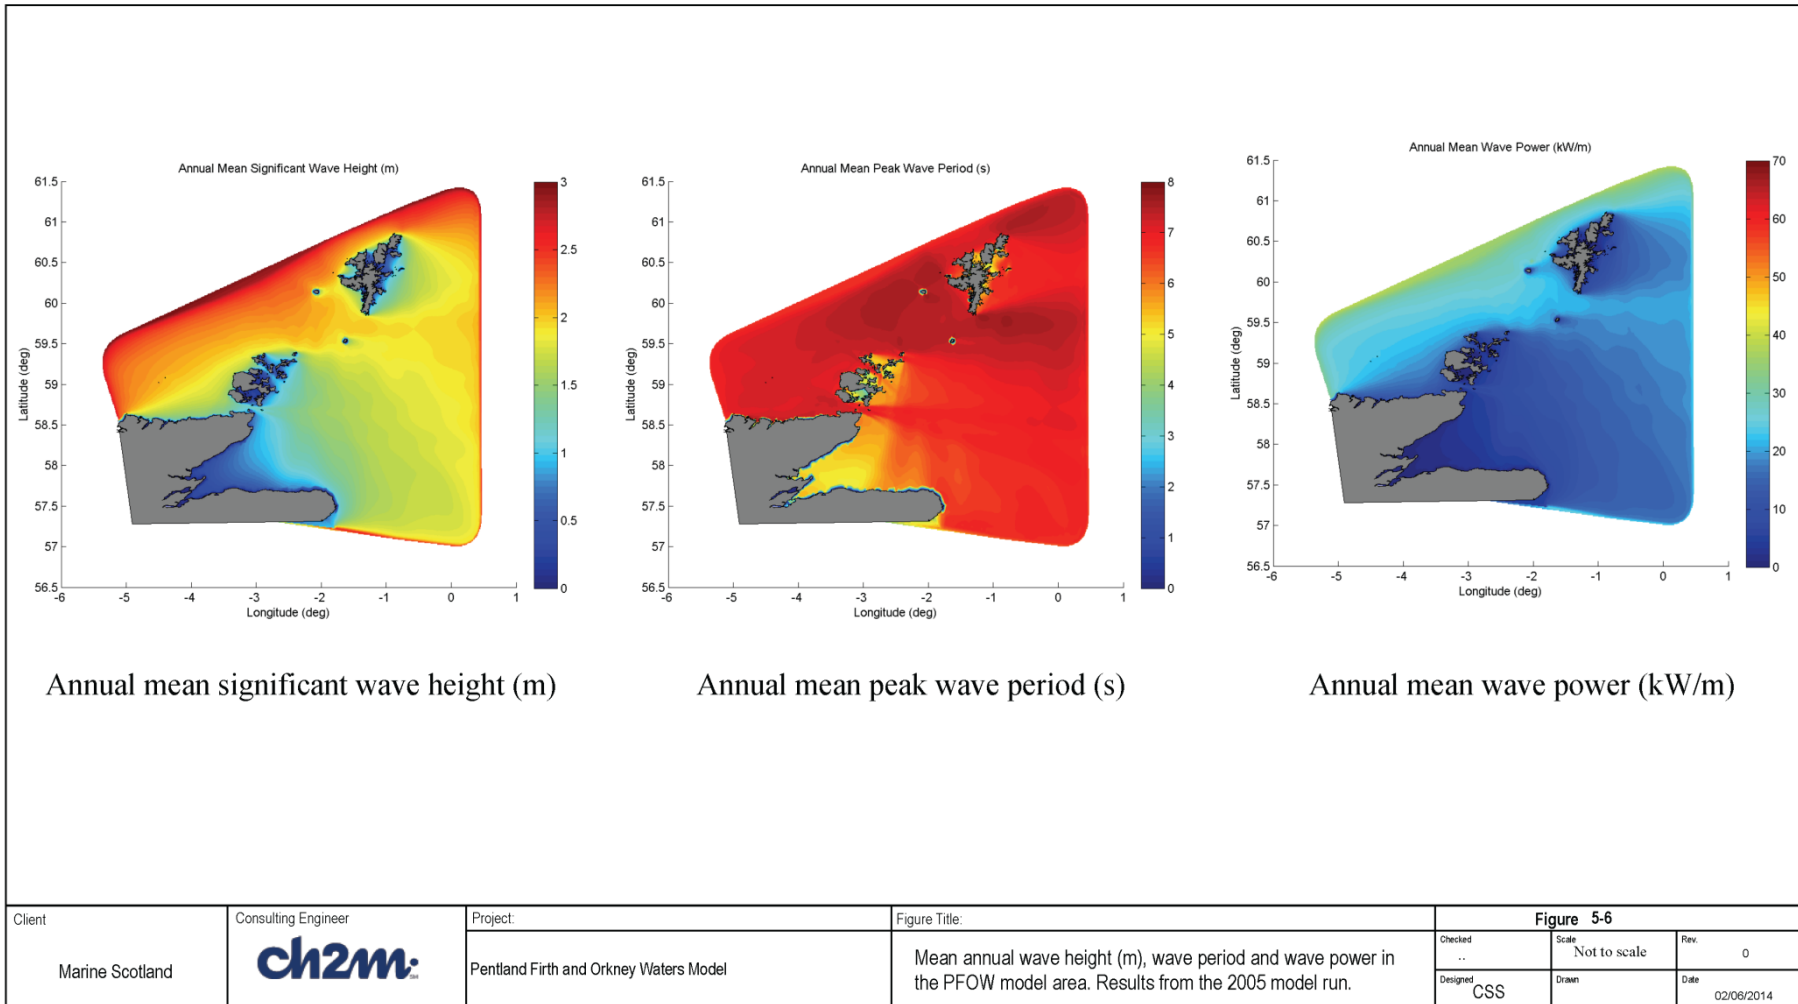 Annual Mean Significant Wave Height (m)
61.5
61
60.5
60
59.5
59
58.5
58
57.5
57
56.5
Latitude (deg)
-6
-5
-4
-3
-2
-1
0
1
Longitude (deg)
3
2.5
2
1.5
1
0.5
0
Annual Mean Peak Wave Period (s)
61.5
61
60.5
60
59.5
59
58.5
58
57.5
57
56.5
Latitude (deg)
-6
-5
-4
-3
-2
-1
0
1
Longitude (deg)
8
7
6
5
4
3
2
1
0
Annual Mean Wave Power (kW/m)
61.5
61
60.5
60
59.5
59
58.5
58
57.5
57
56.5
Latitude (deg)
-6
-5
-4
-3
-2
-1
0
1
Longitude (deg)
70
60
50
40
30
20
10
0
Annual mean significant wave height (m)
Annual mean peak wave period (s)
Annual mean wave power (kW/m)
Client
Marine Scotland
Consulting Engineer
ch2m:
SM
Project:
Pentland Firth and Orkney Waters Model
Figure Title:
Mean annual wave height (m), wave period and wave power in
the PFOW model area. Results from the 2005 model run.
Figure 5-6
Checked
..
Scale
Not to scale
Rev.
0
Designed
CSS
Drawn
Date
02/06/2014